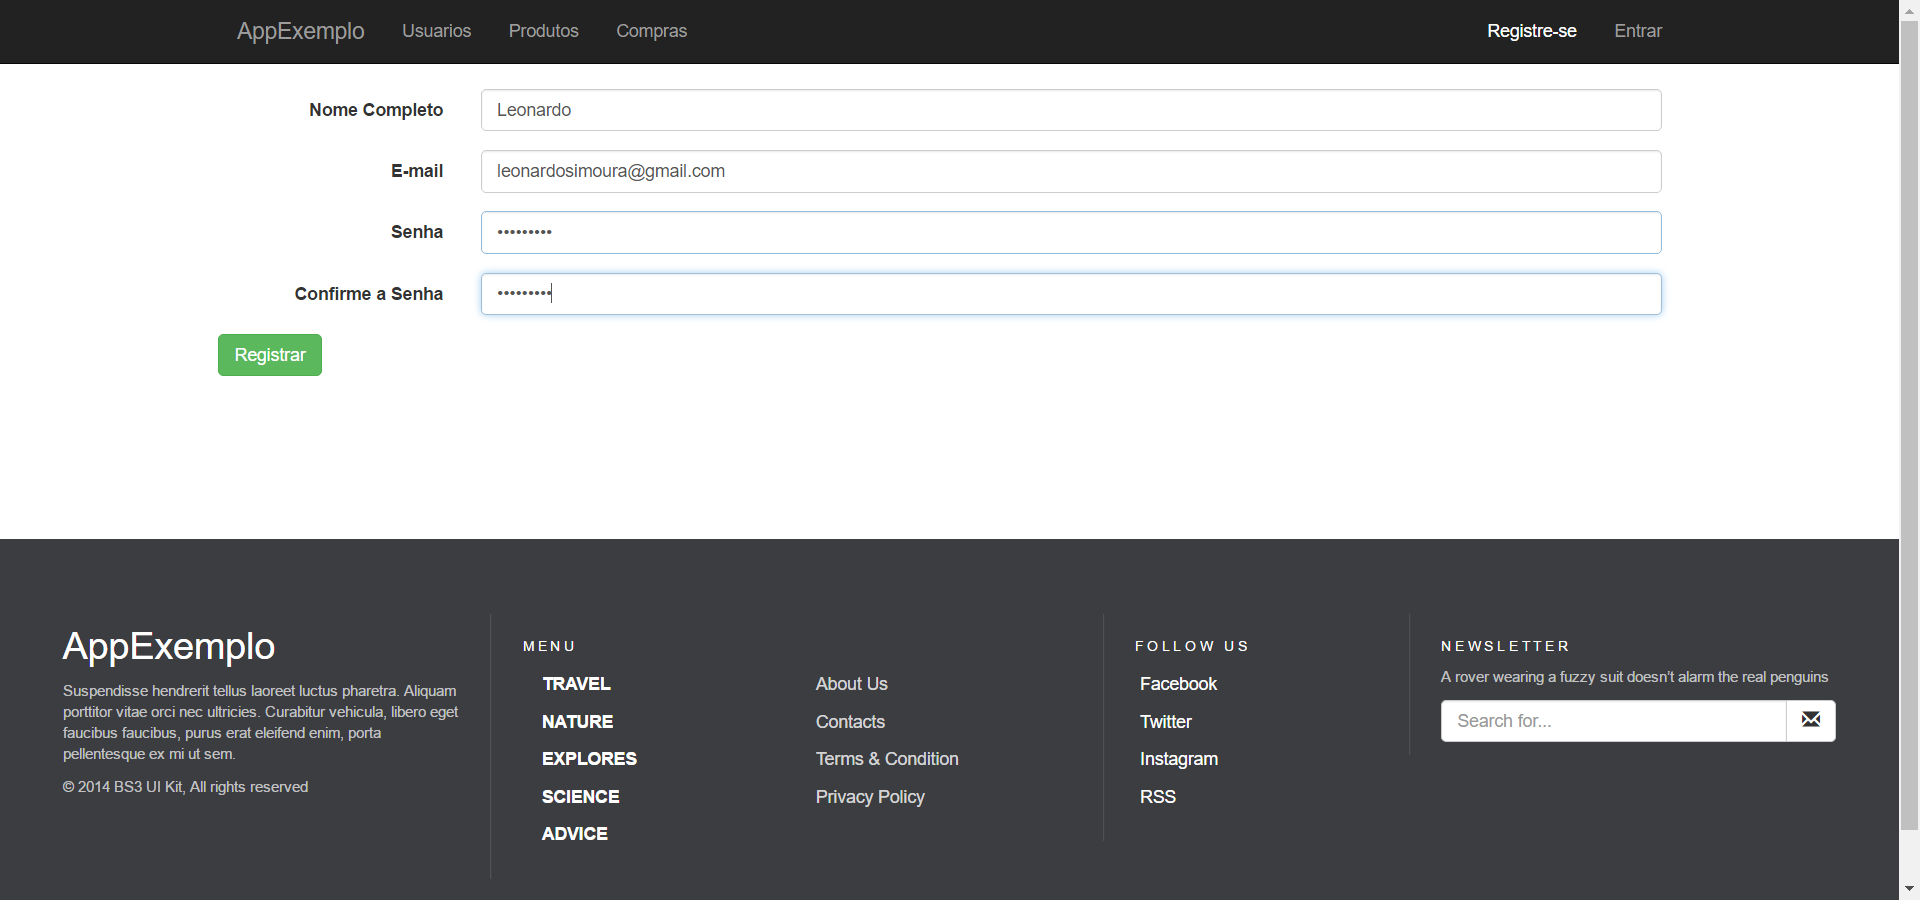 AppExemplo Usuarios Produtos Compras Registre-se Entrar
Nome Completo Leonardo
E-mail leonardosimoura@gmail.com
Senha •••••••••
Confirme a Senha •••••••••
Registrar
AppExemplo
Suspendisse hendrerit tellus laoreet luctus pharetra. Aliquam
porttitor vitae orci nec ultricies. Curabitur vehicula, libero eget
faucibus faucibus, purus erat eleifend enim, porta
pellentesque ex mi ut sem.
© 2014 BS3 UI Kit, All rights reserved
MENU
TRAVEL
NATURE
EXPLORES
SCIENCE
ADVICE
About Us
Contacts
Terms & Condition
Privacy Policy
FOLLOW US
Facebook
Twitter
Instagram
RSS
NEWSLETTER
A rover wearing a fuzzy suit doesn’t alarm the real penguins
Search for...